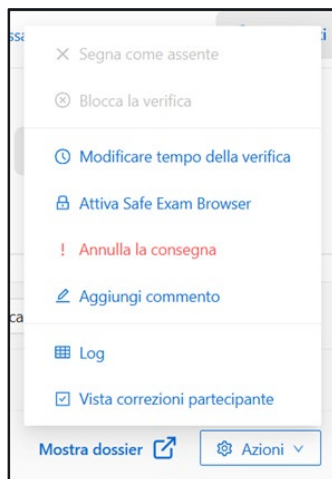 Segna come assente
Blocca la verifica
Modificare tempo della verifica
Attiva Safe Exam Browser
! Annulla la consegna
Aggiungi commento
Log
Vista correzioni partecipante
Mostra dossier
Azioni